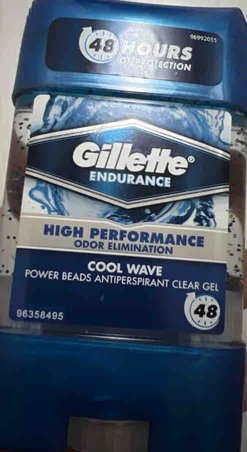 96992655
48 HOURS
OF PROTECTION
Gillette®
ENDURANCE
HIGH PERFORMANCE
ODOR ELIMINATION
COOL WAVE
POWER BEADS ANTIPERSPIRANT CLEAR GEL
48
96358495